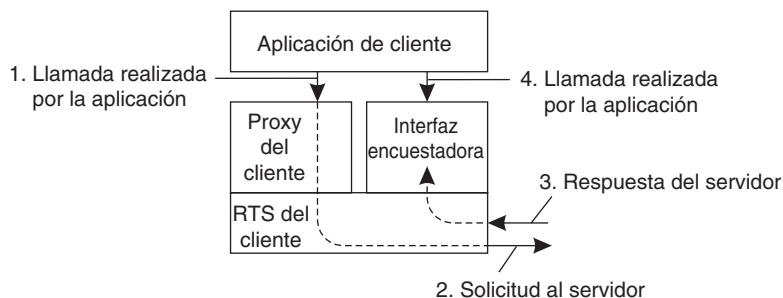 Aplicación de cliente
1. Llamada realizada
por la aplicación
4. Llamada realizada
por la aplicación
Proxy
del
cliente
Interfaz
encuestadora
3. Respuesta del servidor
RTS del
cliente
2. Solicitud al servidor